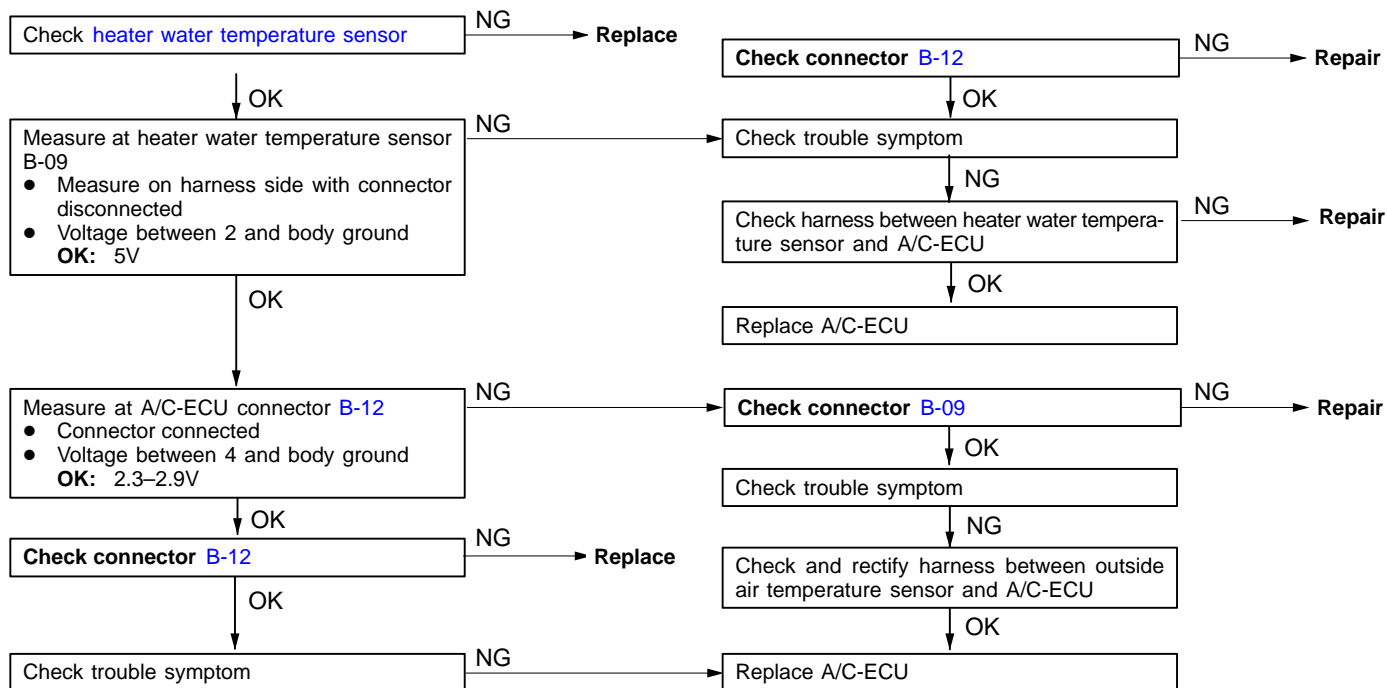 Check heater water temperature sensor
NG
Replace
OK
Measure at heater water temperature sensor
B-09
● Measure on harness side with connector
disconnected
● Voltage between 2 and body ground
OK: 5V
NG
OK
Measure at A/C-ECU connector B-12
● Connector connected
● Voltage between 4 and body ground
OK: 2.3–2.9V
NG
OK
Check connector B-12
NG
Replace
OK
Check trouble symptom
NG
Check connector B-12
NG
Repair
OK
Check trouble symptom
NG
Check harness between heater water tempera-
ture sensor and A/C-ECU
NG
Repair
OK
Replace A/C-ECU
Check connector B-09
NG
Repair
OK
Check trouble symptom
NG
Check and rectify harness between outside
air temperature sensor and A/C-ECU
OK
Replace A/C-ECU